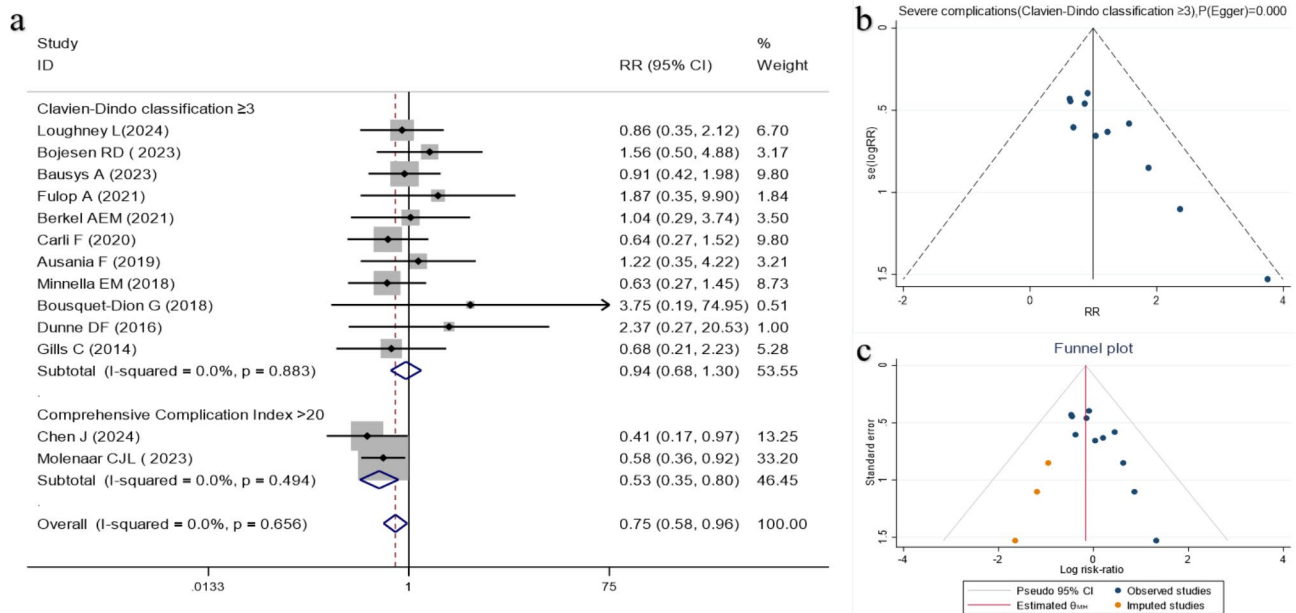 a
Study
%
ID
RR (95% CI)
Weight
Clavien-Dindo classification ≥3
Loughney L(2024)
0.86 (0.35, 2.12)
6.70
Bojesen RD ( 2023)
1.56 (0.50, 4.88)
3.17
Bausys A (2023)
0.91 (0.42, 1.98)
9.80
Fulop A (2021)
1.87 (0.35, 9.90)
1.84
Berkel AEM (2021)
1.04 (0.29, 3.74)
3.50
Carli F (2020)
0.64 (0.27, 1.52)
9.80
Ausania F (2019)
1.22 (0.35, 4.22)
3.21
Minnella EM (2018)
0.63 (0.27, 1.45)
8.73
Bousquet-Dion G (2018)
3.75 (0.19, 74.95)
0.51
Dunne DF (2016)
2.37 (0.27, 20.53)
1.00
Gills C (2014)
0.68 (0.21, 2.23)
5.28
Subtotal (I-squared = 0.0%, p = 0.883)
0.94 (0.68, 1.30)
53.55
.
Comprehensive Complication Index >20
Chen J (2024)
0.41 (0.17, 0.97)
13.25
Molenaar CJL ( 2023)
0.58 (0.36, 0.92)
33.20
Subtotal (I-squared = 0.0%, p = 0.494)
0.53 (0.35, 0.80)
46.45
.
Overall (I-squared = 0.0%, p = 0.656)
0.75 (0.58, 0.96)
100.00
.0133
1
75
b
Severe complications(Clavien-Dindo classification ≥3),P(Egger)=0.000
se(logRR)
0
.5
1
1.5
-2
0
2
4
RR
c
Funnel plot
Standard error
0
.5
1
1.5
-4
-2
0
2
4
Log risk-ratio
Pseudo 95% CI
Observed studies
Estimated θMH
Imputed studies